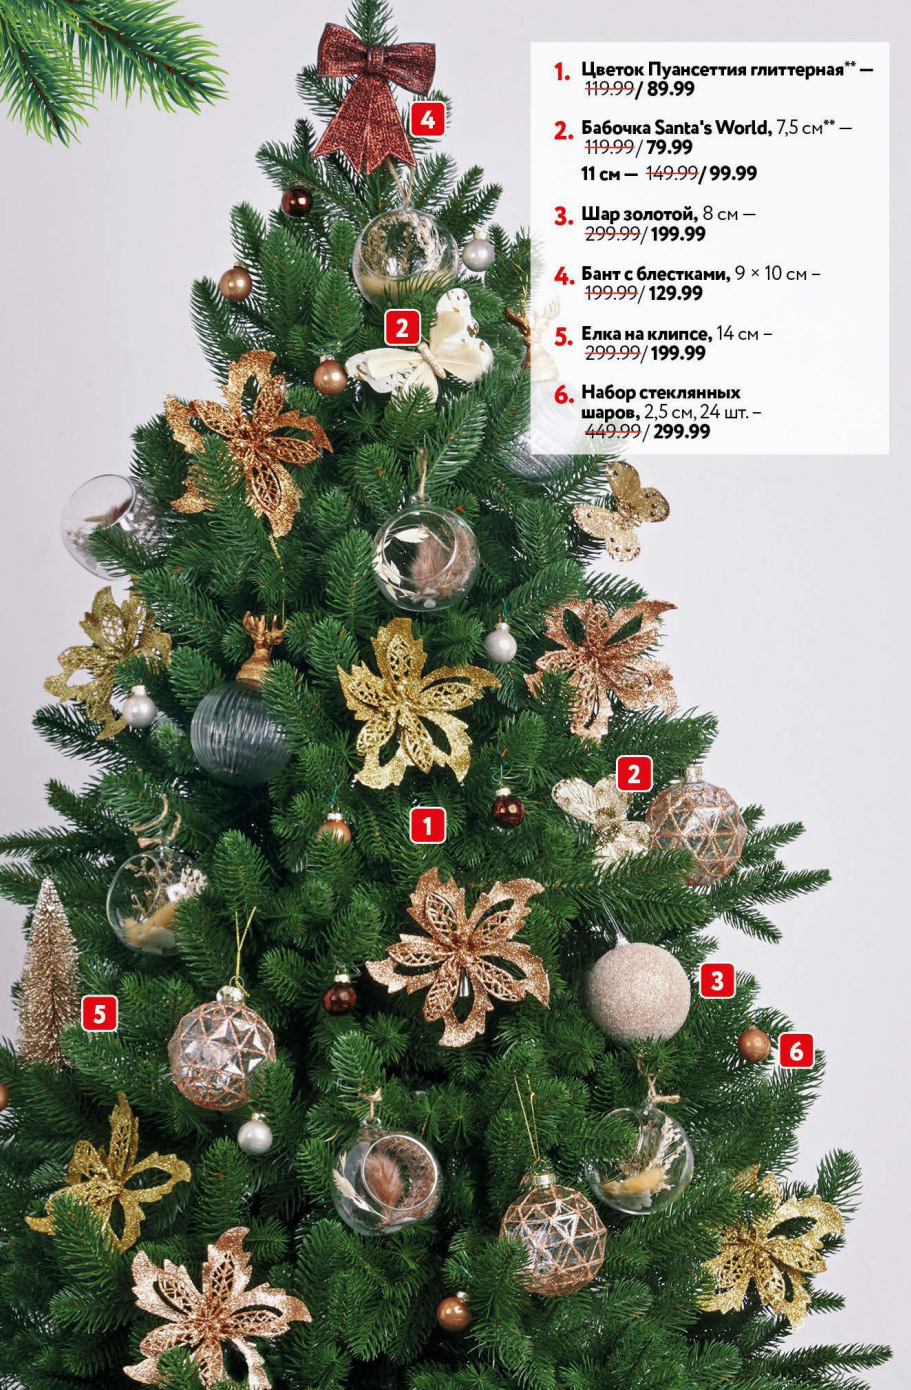 1. Цветок Пуансеттия глиттерная** —
119.99/ 89.99
2. Бабочка Santa's World, 7,5 см** —
119.99/ 79.99
11 см — 149.99/ 99.99
3. Шар золотой, 8 см —
299.99/ 199.99
4. Бант с блестками, 9 × 10 см –
199.99/ 129.99
5. Елка на клипсе, 14 см –
299.99/ 199.99
6. Набор стеклянных
шаров, 2,5 см, 24 шт. –
449.99/ 299.99
4
2
2
1
3
5
6